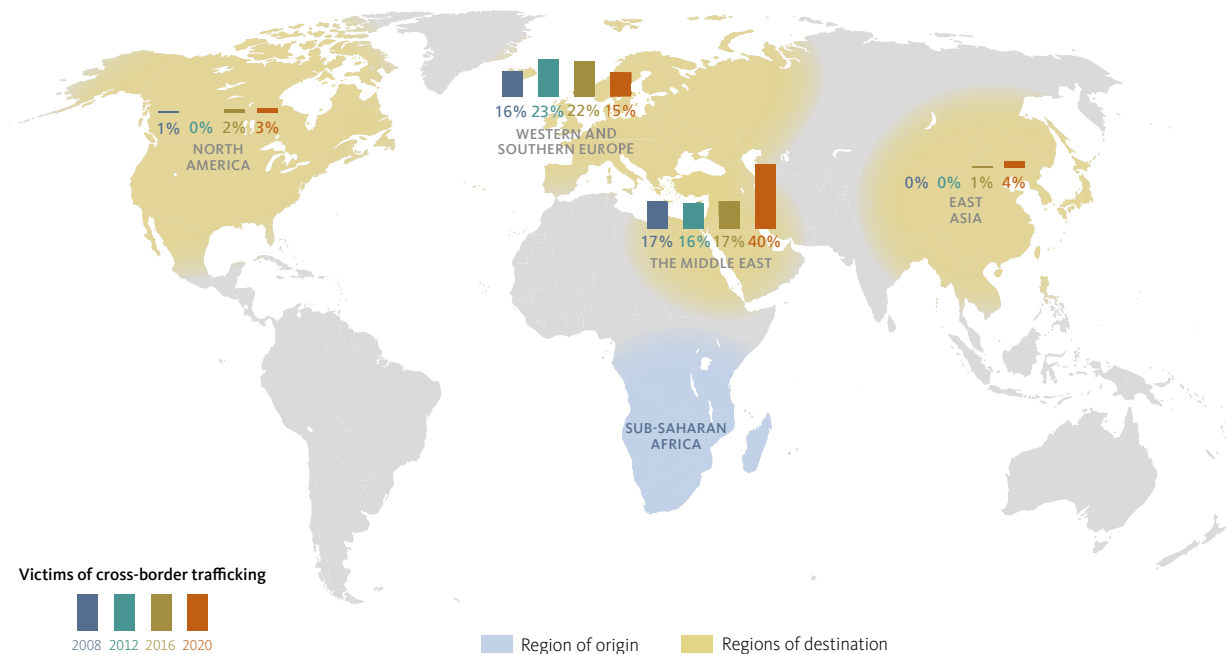 16% 23% 22% 15%
WESTERN AND
SOUTHERN EUROPE
1% 0% 2% 3%
NORTH
AMERICA
0% 0% 1% 4%
EAST
ASIA
17% 16% 17% 40%
THE MIDDLE EAST
SUB-SAHARAN
AFRICA
Victims of cross-border trafficking
2008 2012 2016 2020
Region of origin
Regions of destination